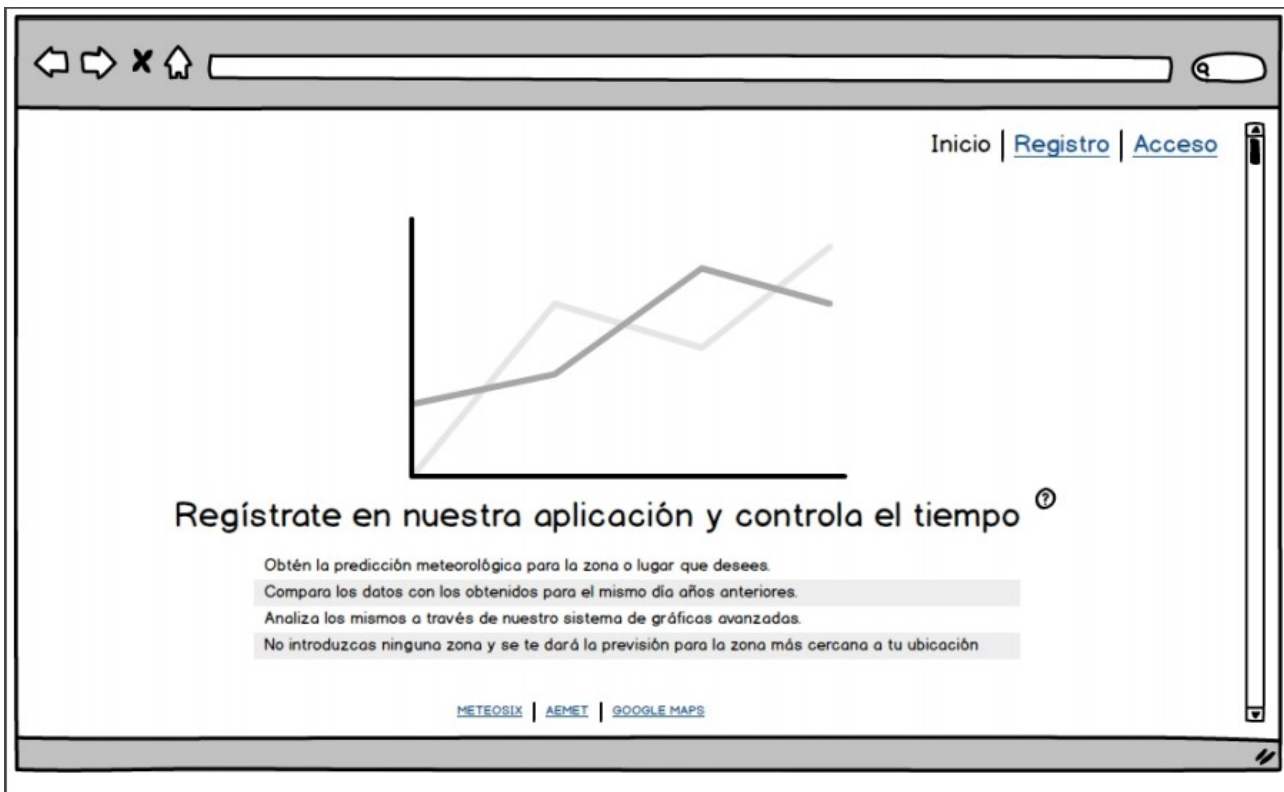 Inicio | Registro | Acceso
Regístrate en nuestra aplicación y controla el tiempo ?
Obtén la predicción meteorológica para la zona o lugar que desees.
Compara los datos con los obtenidos para el mismo día años anteriores.
Analiza los mismos a través de nuestro sistema de gráficas avanzadas.
No introduzcas ninguna zona y se te dará la previsión para la zona más cercana a tu ubicación
METEOSIX | AEMET | GOOGLE MAPS